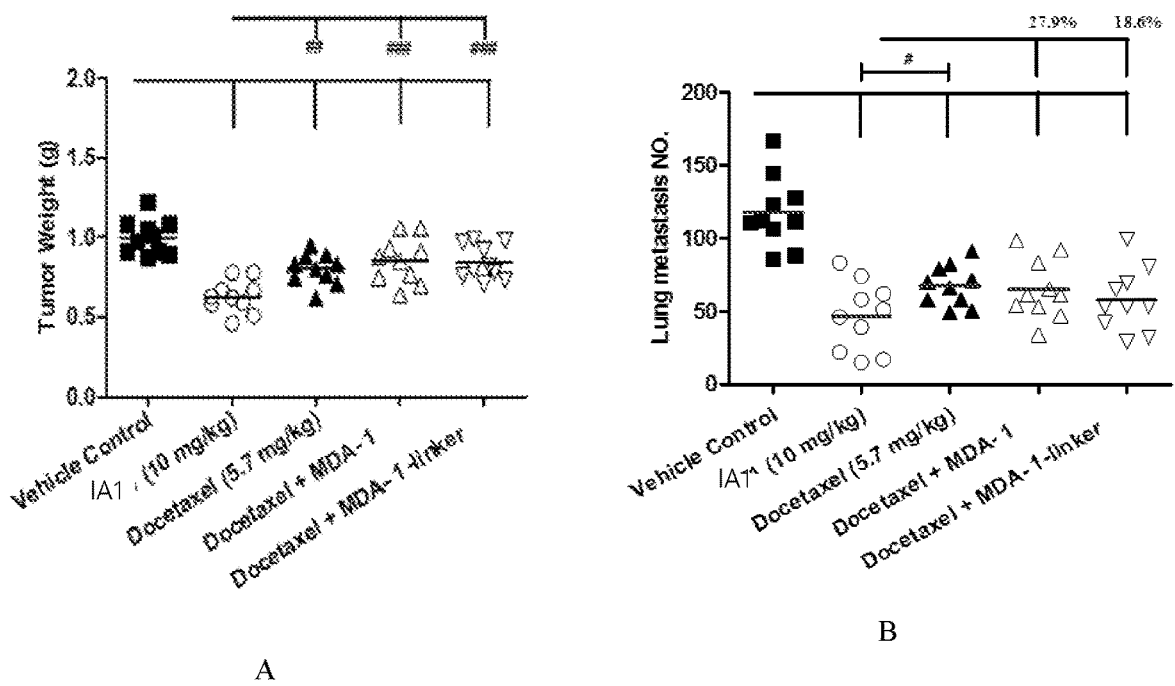 ##
###
###
2.0
1.5
1.0
0.5
0.0
Tumor Weight (g)
Vehicle Control
IA1 (10 mg/kg)
Docetaxel (5.7 mg/kg)
Docetaxel + MDA-1
Docetaxel + MDA-1-linker
A
27.9%
18.6%
#
200
150
100
50
0
Lung metastasis NO.
Vehicle Control
(10 mg/kg)
Docetaxel (5.7 mg/kg)
Docetaxel + MDA-1
Docetaxel + MDA-1-linker
B